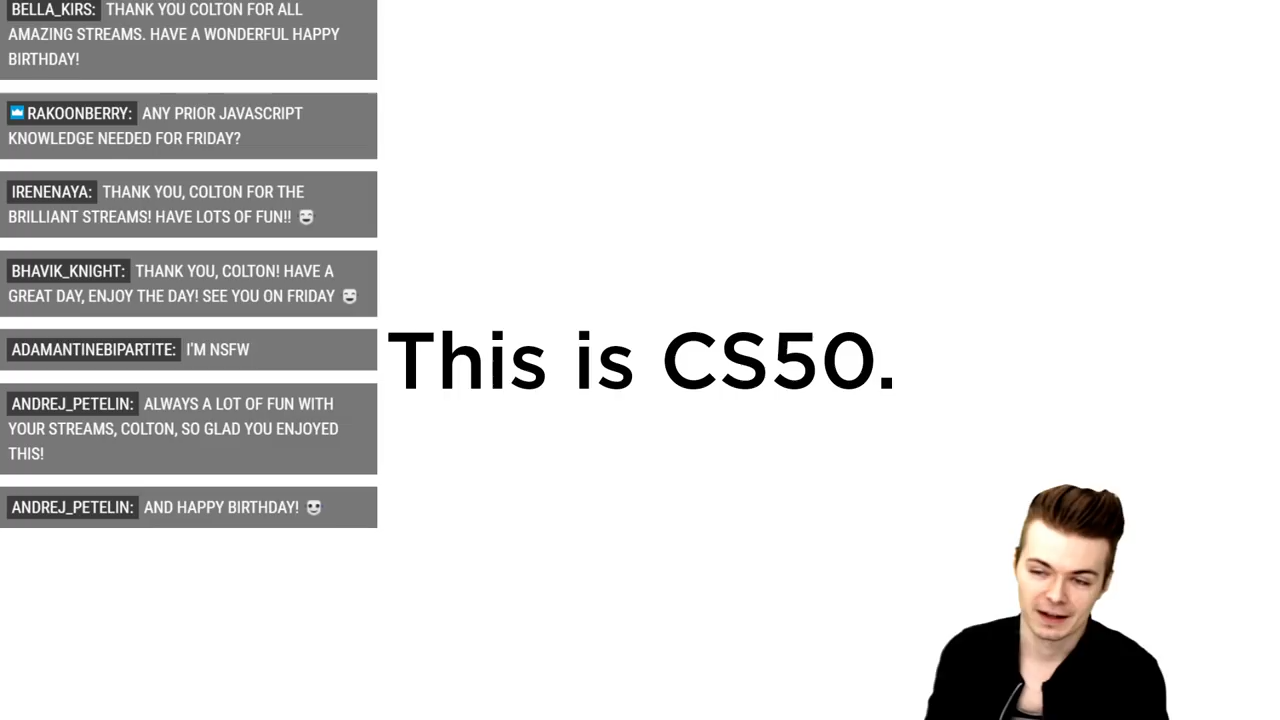 BELLA_KIRS: THANK YOU COLTON FOR ALL
AMAZING STREAMS. HAVE A WONDERFUL HAPPY
BIRTHDAY!
RAKOONBERRY: ANY PRIOR JAVASCRIPT
KNOWLEDGE NEEDED FOR FRIDAY?
IRENENAYA: THANK YOU, COLTON FOR THE
BRILLIANT STREAMS! HAVE LOTS OF FUN!!
BHAVIK_KNIGHT: THANK YOU, COLTON! HAVE A
GREAT DAY, ENJOY THE DAY! SEE YOU ON FRIDAY
ADAMANTINEBIPARTITE: I'M NSFW
ANDREJ_PETELIN: ALWAYS A LOT OF FUN WITH
YOUR STREAMS, COLTON, SO GLAD YOU ENJOYED
THIS!
ANDREJ_PETELIN: AND HAPPY BIRTHDAY!
This is CS50.